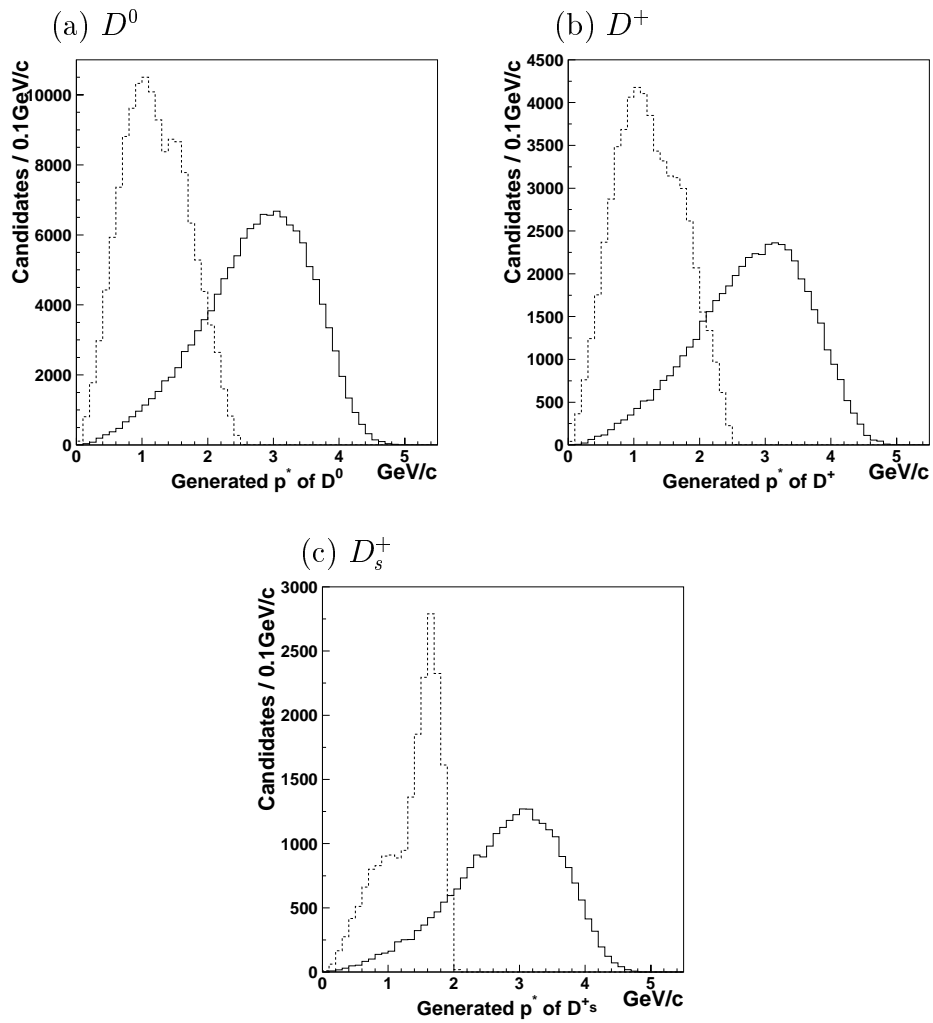 (a) D⁰
Candidates / 0.1GeV/c
10000
8000
6000
4000
2000
0
0 1 2 3 4 5
GeV/c
Generated p* of D⁰
(b) D⁺
Candidates / 0.1GeV/c
4500
4000
3500
3000
2500
2000
1500
1000
500
0
0 1 2 3 4 5
GeV/c
Generated p* of D⁺
(c) Dₛ⁺
Candidates / 0.1GeV/c
3000
2500
2000
1500
1000
500
0
0 1 2 3 4 5
GeV/c
Generated p* of D⁺ˢ